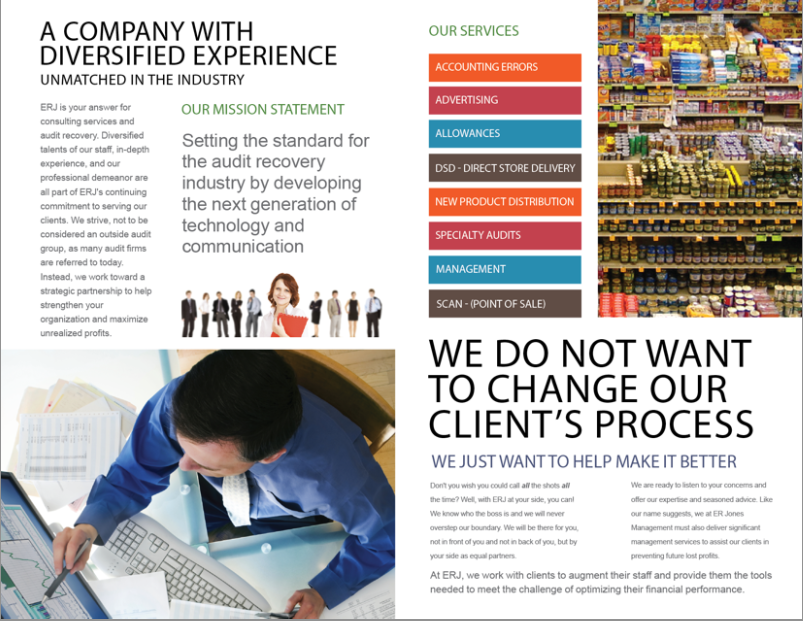 A COMPANY WITH
DIVERSIFIED EXPERIENCE
UNMATCHED IN THE INDUSTRY
ERJ is your answer for
consulting services and
audit recovery. Diversified
talents of our staff, in-depth
experience, and our
professional demeanor are
all part of ERJ's continuing
commitment to serving our
clients. We strive, not to be
considered an outside audit
group, as many audit firms
are referred to today.
Instead, we work toward a
strategic partnership to help
strengthen your
organization and maximize
unrealized profits.
OUR MISSION STATEMENT
Setting the standard for
the audit recovery
industry by developing
the next generation of
technology and
communication
OUR SERVICES
ACCOUNTING ERRORS
ADVERTISING
ALLOWANCES
DSD - DIRECT STORE DELIVERY
NEW PRODUCT DISTRIBUTION
SPECIALTY AUDITS
MANAGEMENT
SCAN - (POINT OF SALE)
WE DO NOT WANT
TO CHANGE OUR
CLIENT'S PROCESS
WE JUST WANT TO HELP MAKE IT BETTER
Don't you wish you could call all the shots all
the time? Well, with ERJ at your side, you can!
We know who the boss is and we will never
overstep our boundary. We will be there for you,
not in front of you and not in back of you, but by
your side as equal partners.
We are ready to listen to your concerns and
offer our expertise and seasoned advice. Like
our name suggests, we at ER Jones
Management must also deliver significant
management services to assist our clients in
preventing future lost profits.
At ERJ, we work with clients to augment their staff and provide them the tools
needed to meet the challenge of optimizing their financial performance.